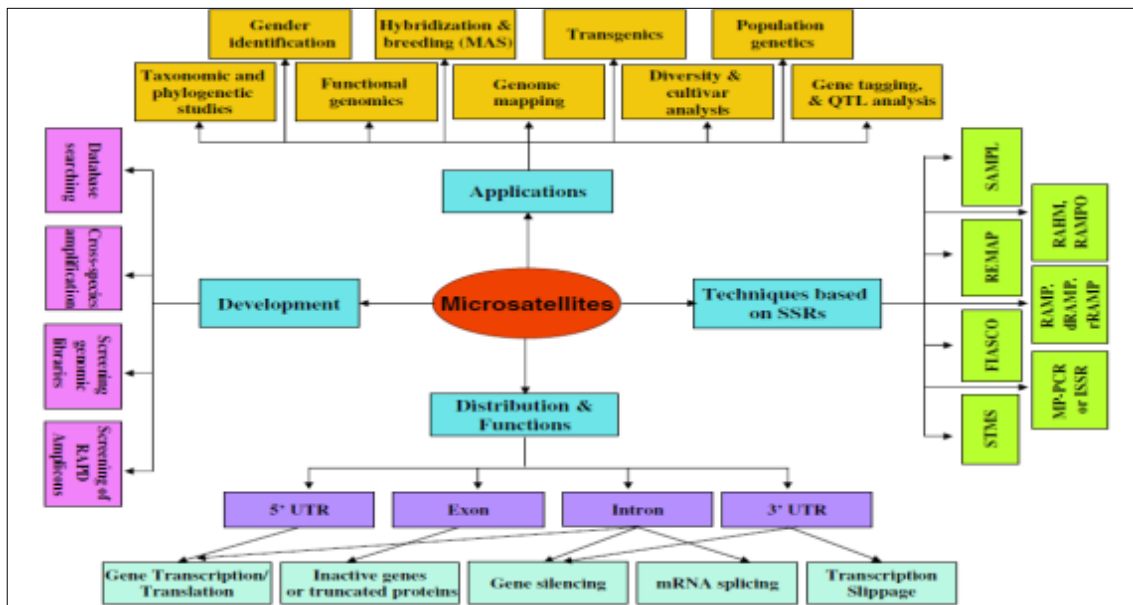 Gender
identification
Hybridization &
breeding (MAS)
Transgenics
Population
genetics
Taxonomic and
phylogenetic
studies
Functional
genomics
Genome
mapping
Diversity &
cultivar
analysis
Gene tagging,
& QTL analysis
Applications
Database
searching
Cross-species
amplification
Screening
genomic
libraries
Screening of
RAPD
Amplicons
Development
Microsatellites
Techniques based
on SSRs
SAMPL
RAHM,
RAMPO
REMAP
RAMP,
dRAMP,
rRAMP
FIASCO
MP-PCR
or ISSR
STMS
Distribution &
Functions
5’ UTR
Exon
Intron
3’ UTR
Gene Transcription/
Translation
Inactive genes
or truncated proteins
Gene silencing
mRNA splicing
Transcription
Slippage